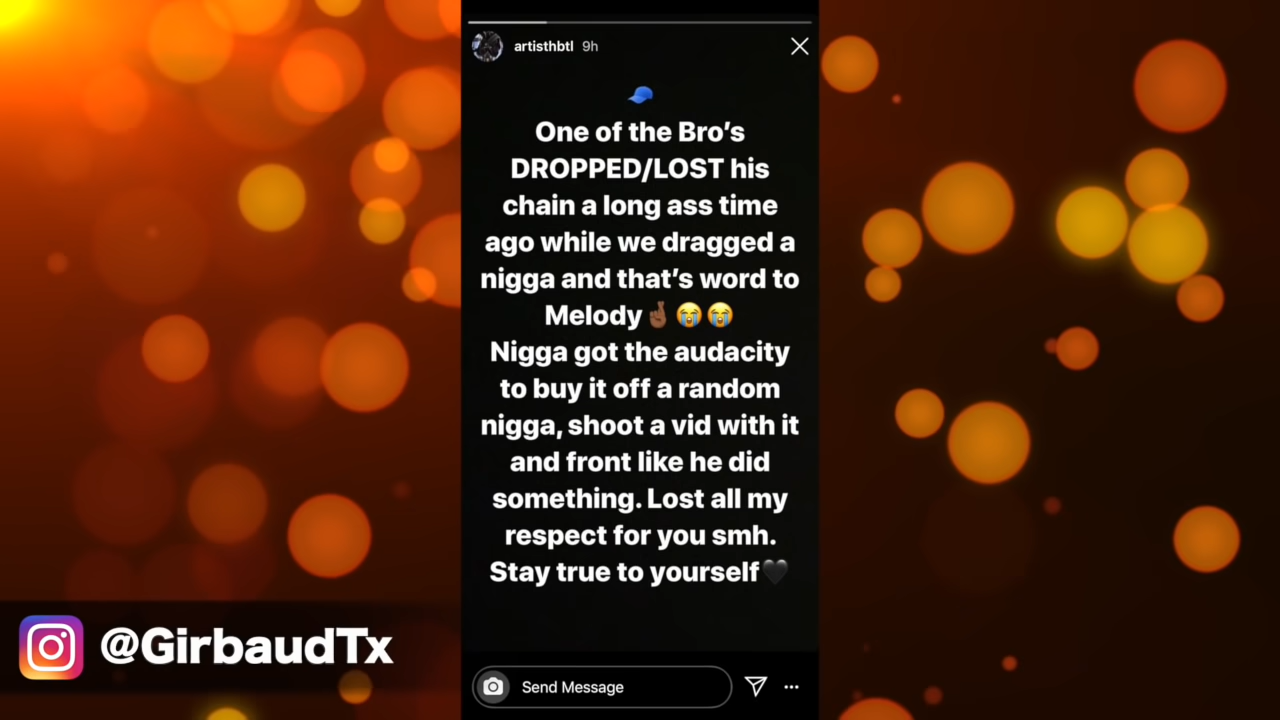 artisthbtl 9h
🧢
One of the Bro’s
DROPPED/LOST his
chain a long ass time
ago while we dragged a
nigga and that’s word to
Melody🤞🏾😭😭
Nigga got the audacity
to buy it off a random
nigga, shoot a vid with it
and front like he did
something. Lost all my
respect for you smh.
Stay true to yourself🖤
@GirbaudTx
Send Message